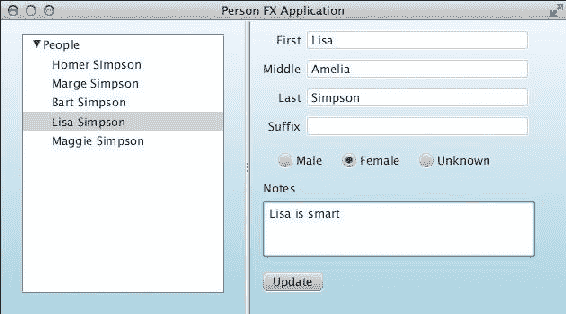 Person FX Application
People
Homer Simpson
Marge Simpson
Bart Simpson
Lisa Simpson
Maggie Simpson
First Lisa
Middle Amelia
Last Simpson
Suffix
Male Female Unknown
Notes
Lisa is smart
Update